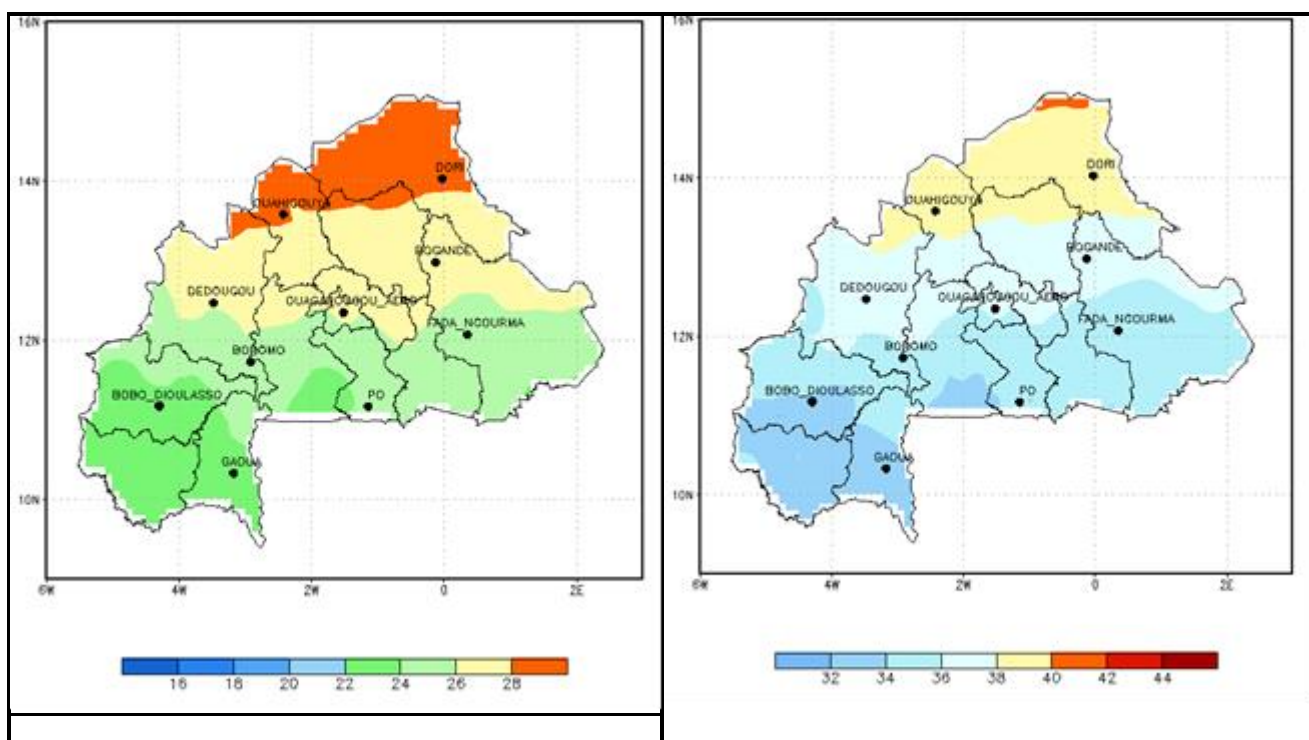 16N
DORI
14N
OUAHIGOUYA
BOGANDE
DEDOUGOU
OUAGADOUGOU_AERO
FADA_NGOURMA
12N
BOROMO
BOBO_DIOULASSO
PO
GAOUA
10N
6W 4W 2W 0 2E
16 18 20 22 24 26 28
16N
DORI
14N
OUAHIGOUYA
BOGANDE
DEDOUGOU
OUAGADOUGOU_AERO
FADA_NGOURMA
12N
BOROMO
BOBO_DIOULASSO
PO
GAOUA
10N
6W 4W 2W 0 2E
32 34 36 38 40 42 44